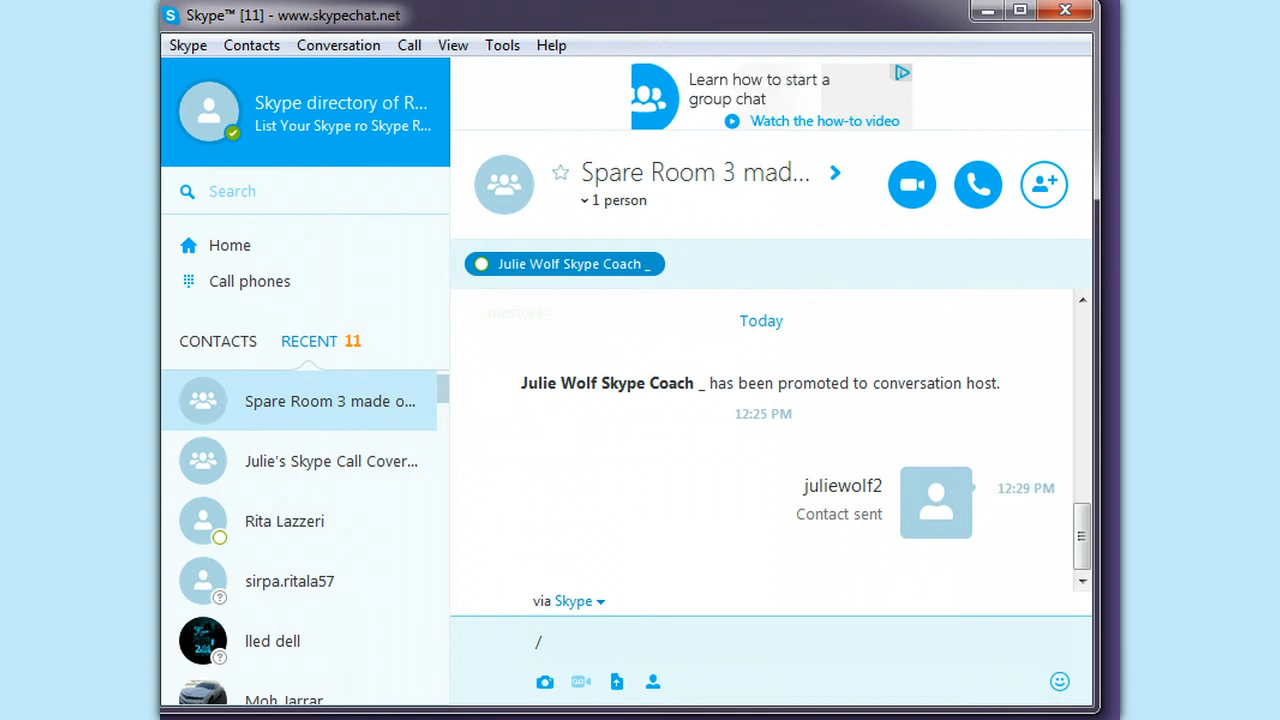 Skype™ [11] - www.skypechat.net
Skype Contacts Conversation Call View Tools Help
Skype directory of R...
List Your Skype ro Skype R...
Search
Home
Call phones
CONTACTS RECENT 11
Spare Room 3 made o...
Julie's Skype Call Cover...
Rita Lazzeri
sirpa.ritala57
lled dell
Moh Jarrar
Learn how to start a
group chat
Watch the how-to video
Spare Room 3 mad...
1 person
Julie Wolf Skype Coach _
Today
Julie Wolf Skype Coach _ has been promoted to conversation host.
12:25 PM
juliewolf2
12:29 PM
Contact sent
via Skype
/